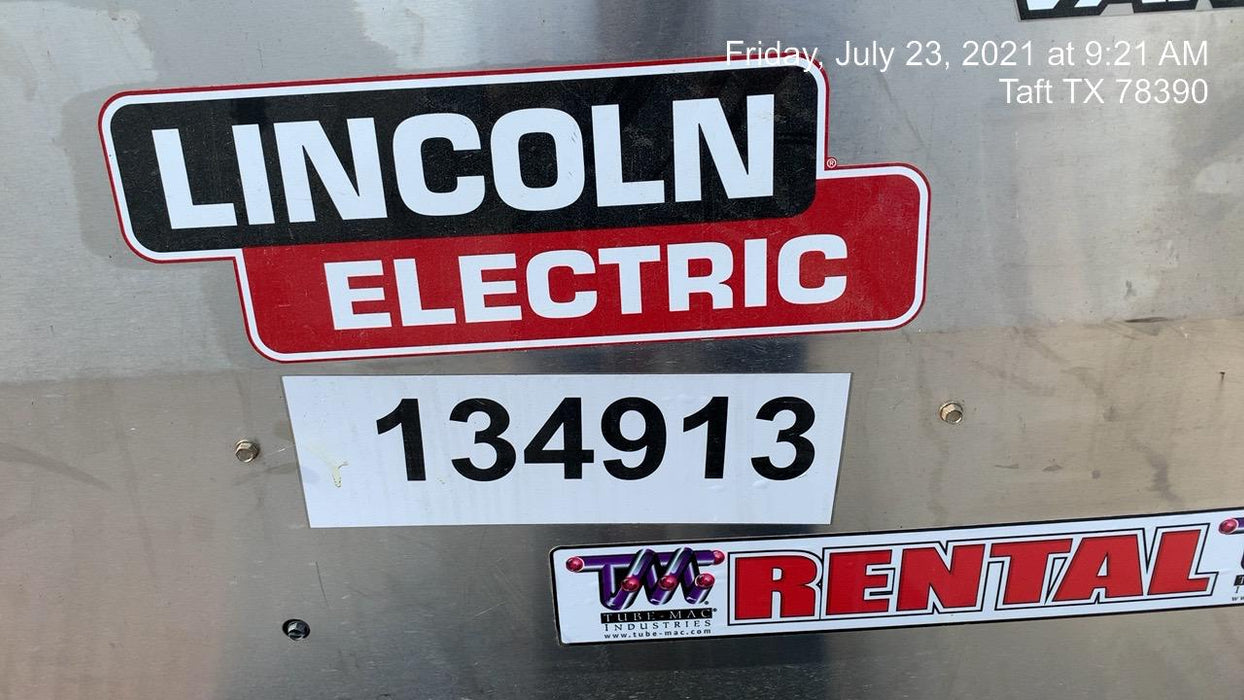 Friday, July 23, 2021 at 9:21 AM
Taft TX 78390
LINCOLN
ELECTRIC
®
134913
TM
RENTAL
TUBE-MAC®
INDUSTRIES
www.tube-mac.com